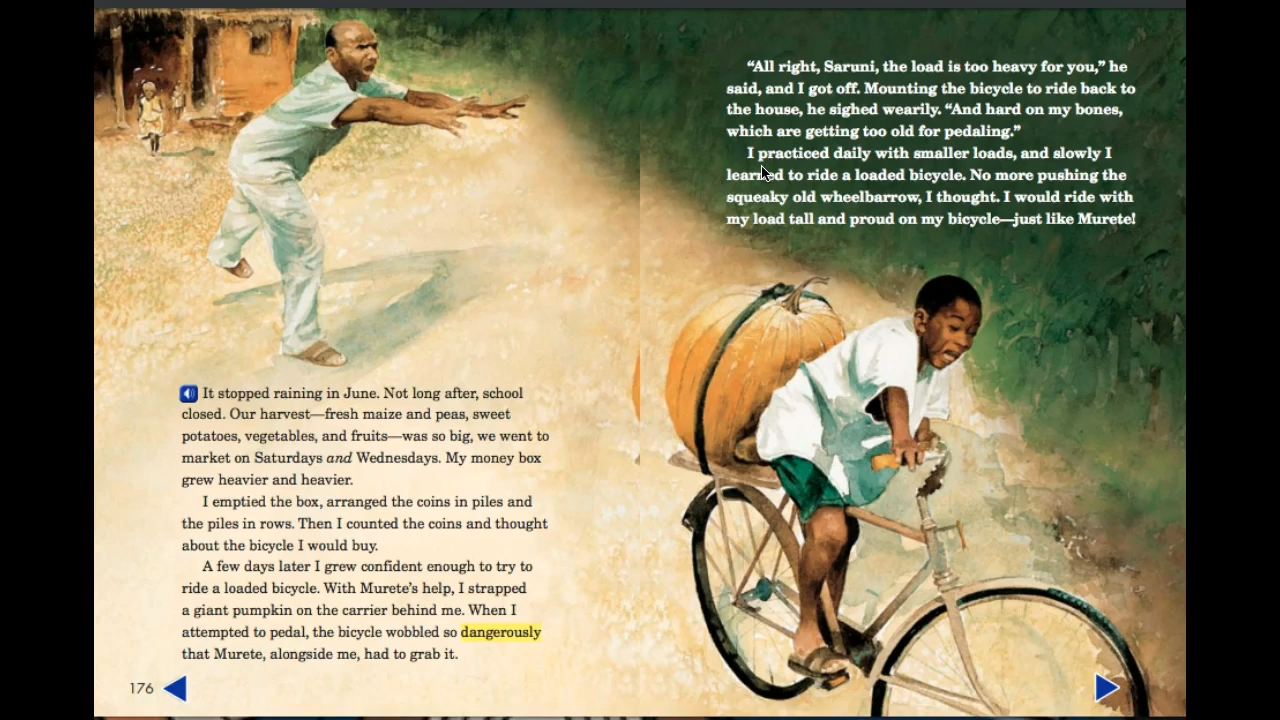 It stopped raining in June. Not long after, school
closed. Our harvest—fresh maize and peas, sweet
potatoes, vegetables, and fruits—was so big, we went to
market on Saturdays and Wednesdays. My money box
grew heavier and heavier.
I emptied the box, arranged the coins in piles and
the piles in rows. Then I counted the coins and thought
about the bicycle I would buy.
A few days later I grew confident enough to try to
ride a loaded bicycle. With Murete’s help, I strapped
a giant pumpkin on the carrier behind me. When I
attempted to pedal, the bicycle wobbled so dangerously
that Murete, alongside me, had to grab it.
176
“All right, Saruni, the load is too heavy for you,” he
said, and I got off. Mounting the bicycle to ride back to
the house, he sighed wearily. “And hard on my bones,
which are getting too old for pedaling.”
I practiced daily with smaller loads, and slowly I
learned to ride a loaded bicycle. No more pushing the
squeaky old wheelbarrow, I thought. I would ride with
my load tall and proud on my bicycle—just like Murete!